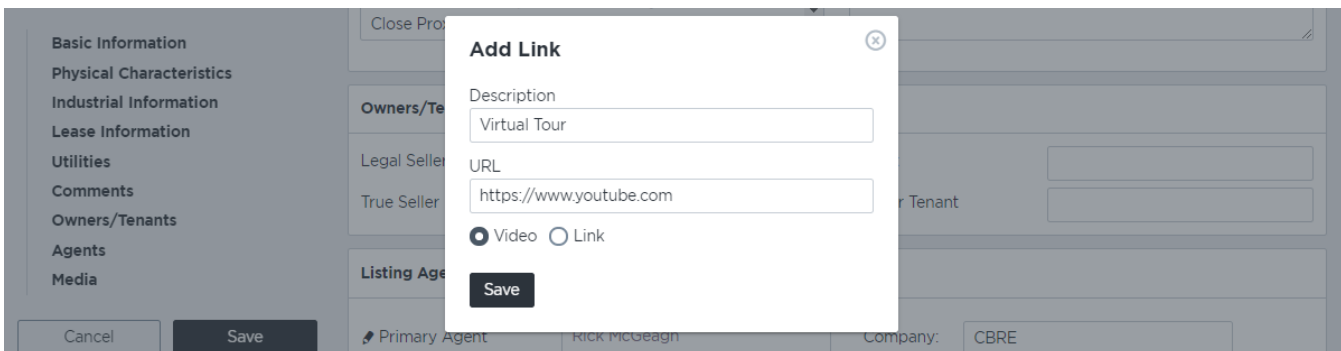 Basic Information
Physical Characteristics
Industrial Information
Lease Information
Utilities
Comments
Owners/Tenants
Agents
Media
Cancel
Save
Close
Owners/Te
Legal Seller
True Seller
Tenant
Listing Age
Primary Agent
Rick McGeagh
Company:
CBRE
Add Link
Description
Virtual Tour
URL
https://www.youtube.com
Video
Link
Save